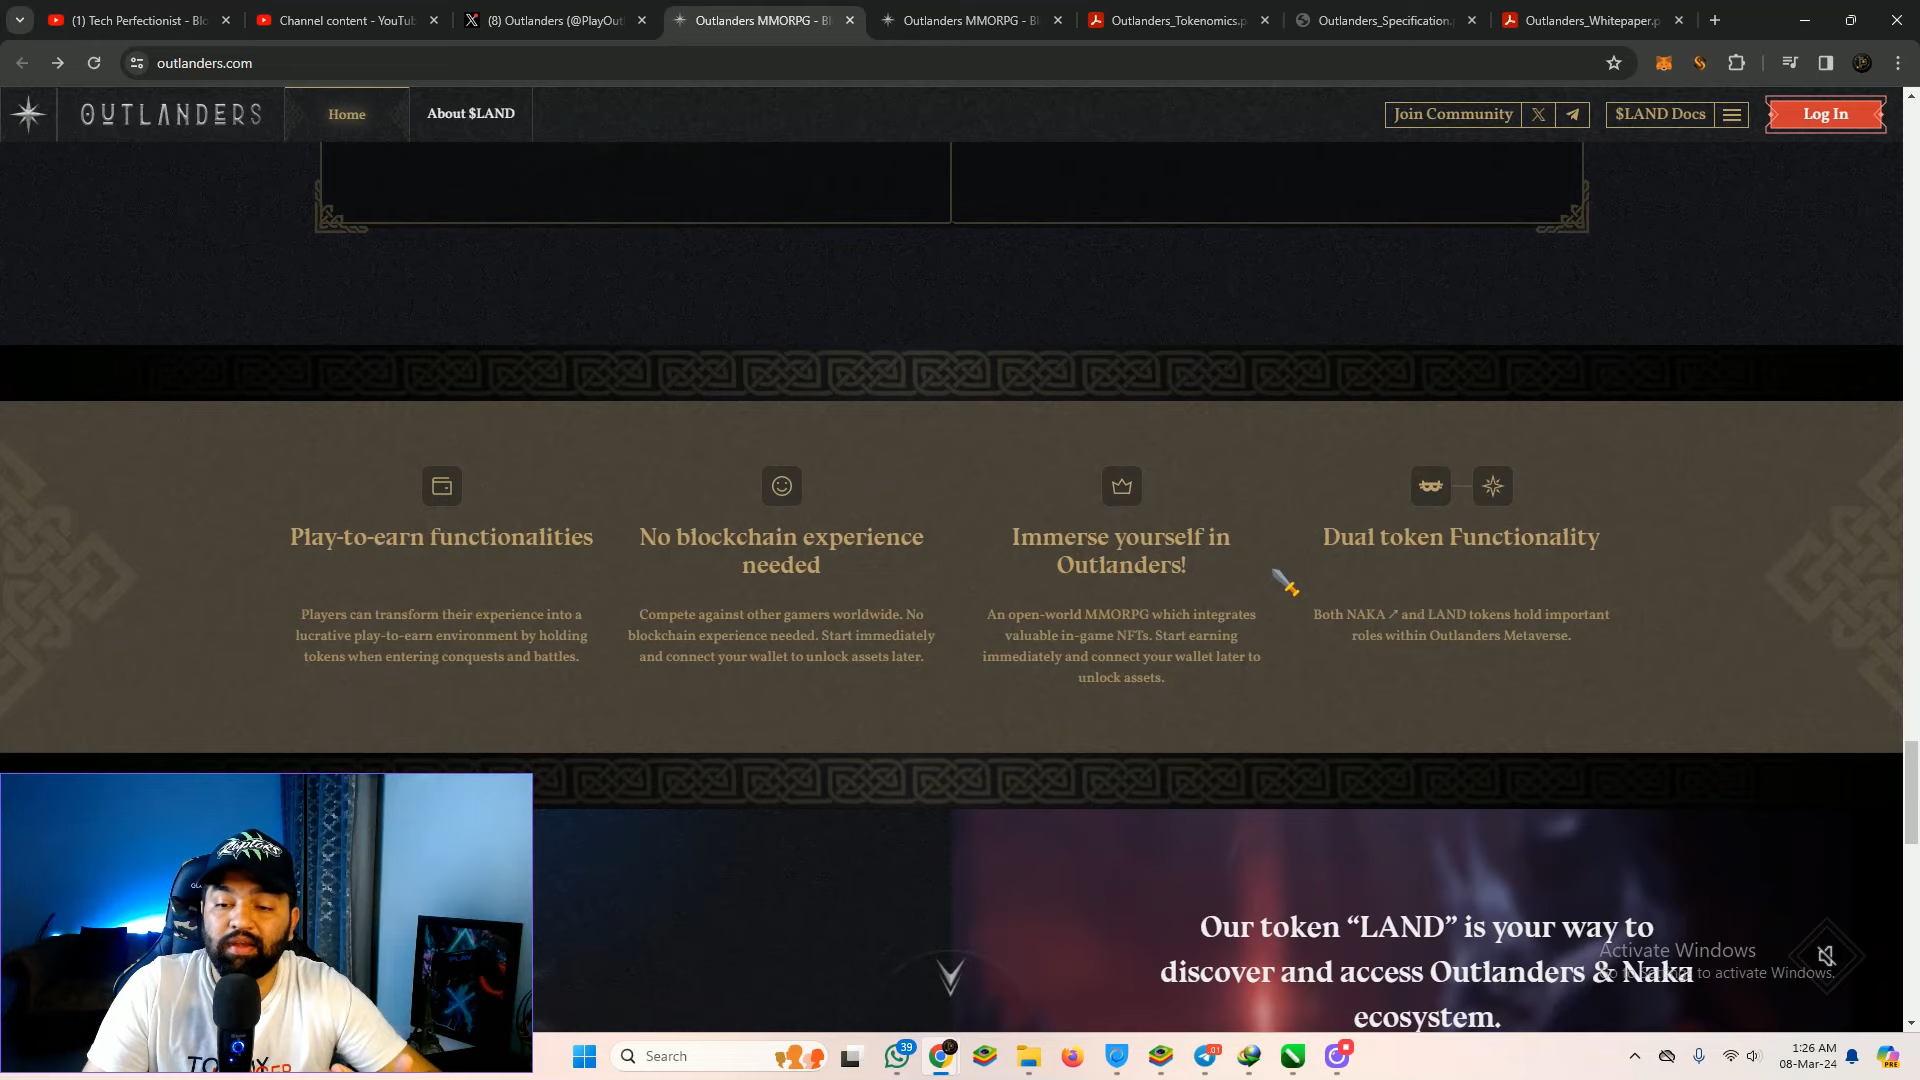 (1) Tech Perfectionist - Blo
Channel content - YouTub
(8) Outlanders (@PlayOut
Outlanders MMORPG - Bl
Outlanders MMORPG - Bl
Outlanders_Tokenomics.p
Outlanders_Specification.
Outlanders_Whitepaper.p
outlanders.com
OUTLANDERS
Home
About $LAND
Join Community
$LAND Docs
Log In
Play-to-earn functionalities
Players can transform their experience into a
lucrative play-to-earn environment by holding
tokens when entering conquests and battles.
No blockchain experience
needed
Compete against other gamers worldwide. No
blockchain experience needed. Start immediately
and connect your wallet to unlock assets later.
Immerse yourself in
Outlanders!
An open-world MMORPG which integrates
valuable in-game NFTs. Start earning
immediately and connect your wallet later to
unlock assets.
Dual token Functionality
Both NAKA ↗ and LAND tokens hold important
roles within Outlanders Metaverse.
Our token “LAND” is your way to
discover and access Outlanders & Naka
ecosystem.
Activate Windows
to activate Windows.
Raptors
Search
39
1:26 AM
08-Mar-24
PRE